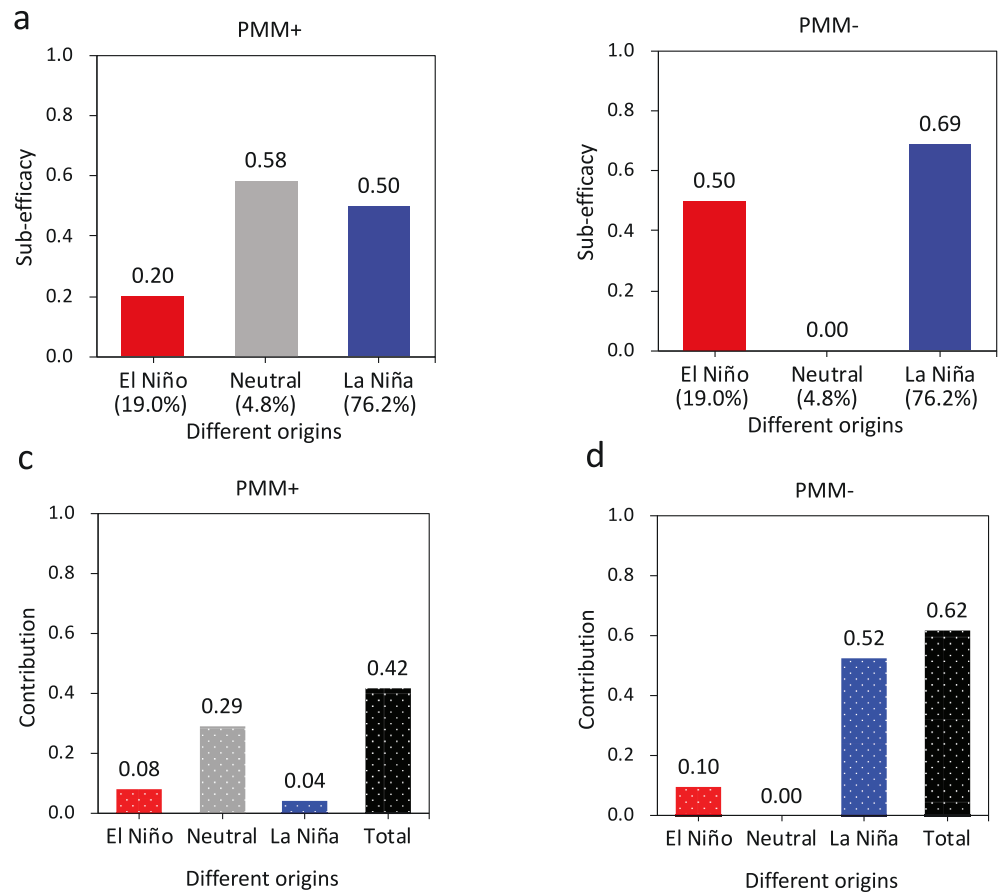 a
PMM+
Sub-efficacy
1.0
0.8
0.6
0.4
0.2
0.0
0.20
0.58
0.50
El Niño
(19.0%)
Neutral
(4.8%)
La Niña
(76.2%)
Different origins
PMM-
Sub-efficacy
1.0
0.8
0.6
0.4
0.2
0.0
0.50
0.00
0.69
El Niño
(19.0%)
Neutral
(4.8%)
La Niña
(76.2%)
Different origins
c
PMM+
Contribution
1.0
0.8
0.6
0.4
0.2
0.0
0.08
0.29
0.04
0.42
El Niño Neutral La Niña Total
Different origins
d
PMM-
Contribution
1.0
0.8
0.6
0.4
0.2
0.0
0.10
0.00
0.52
0.62
El Niño Neutral La Niña Total
Different origins